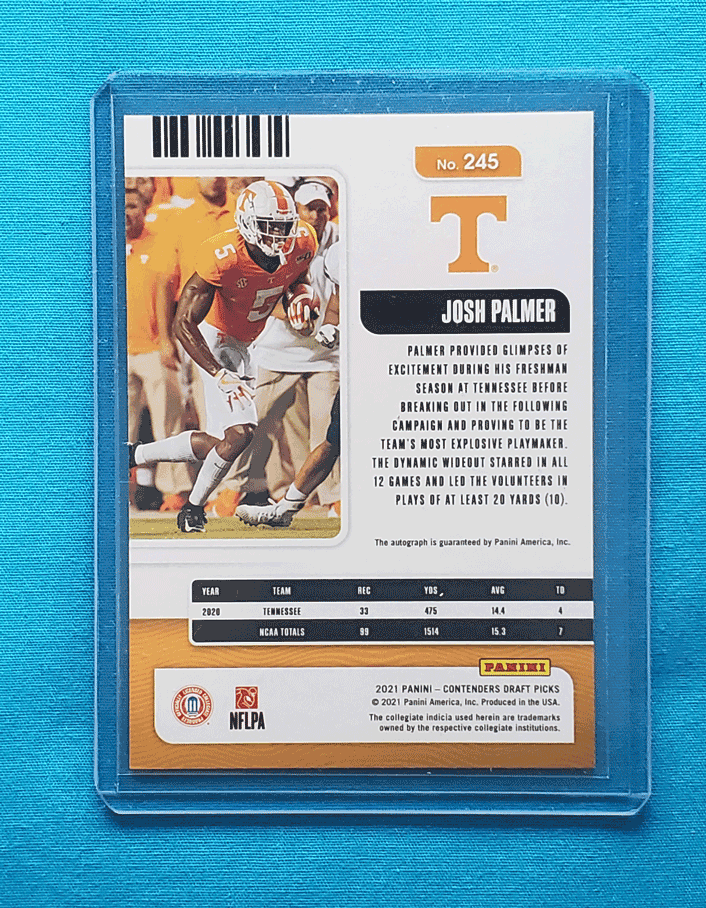 No. 245
T
5
JOSH PALMER
PALMER PROVIDED GLIMPSES OF
EXCITEMENT DURING HIS FRESHMAN
SEASON AT TENNESSEE BEFORE
BREAKING OUT IN THE FOLLOWING
CAMPAIGN AND PROVING TO BE THE
TEAM'S MOST EXPLOSIVE PLAYMAKER.
THE DYNAMIC WIDEOUT STARRED IN ALL
12 GAMES AND LED THE VOLUNTEERS IN
PLAYS OF AT LEAST 20 YARDS (10).
The autograph is guaranteed by Panini America, Inc.
YEAR TEAM REC YDS AVG TD
2020 TENNESSEE 33 475 14.4 4
NCAA TOTALS 99 1514 15.3 7
PANINI
2021 PANINI – CONTENDERS DRAFT PICKS
© 2021 Panini America, Inc. Produced in the USA.
The collegiate indicia used herein are trademarks
owned by the respective collegiate institutions.
NFLPA